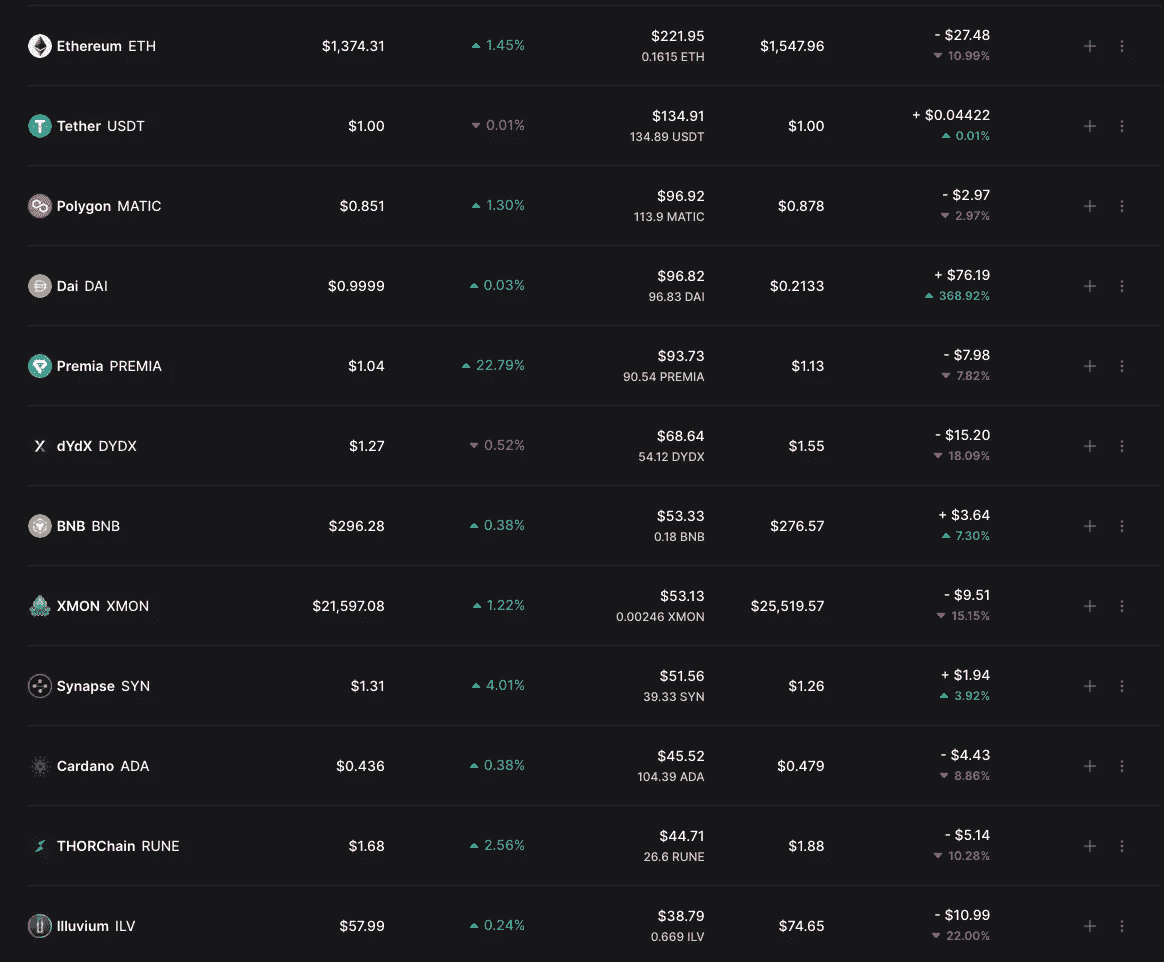 Ethereum ETH $1,374.31 1.45% $221.95 $1,547.96 - $27.48
0.1615 ETH 10.99%
Tether USDT $1.00 0.01% $134.91 $1.00 + $0.04422
134.89 USDT 0.01%
Polygon MATIC $0.851 1.30% $96.92 $0.878 - $2.97
113.9 MATIC 2.97%
Dai DAI $0.9999 0.03% $96.82 $0.2133 + $76.19
96.83 DAI 368.92%
Premia PREMIA $1.04 22.79% $93.73 $1.13 - $7.98
90.54 PREMIA 7.82%
dYdX DYDX $1.27 0.52% $68.64 $1.55 - $15.20
54.12 DYDX 18.09%
BNB BNB $296.28 0.38% $53.33 $276.57 + $3.64
0.18 BNB 7.30%
XMON XMON $21,597.08 1.22% $53.13 $25,519.57 - $9.51
0.00246 XMON 15.15%
Synapse SYN $1.31 4.01% $51.56 $1.26 + $1.94
39.33 SYN 3.92%
Cardano ADA $0.436 0.38% $45.52 $0.479 - $4.43
104.39 ADA 8.86%
THORChain RUNE $1.68 2.56% $44.71 $1.88 - $5.14
26.6 RUNE 10.28%
Illuvium ILV $57.99 0.24% $38.79 $74.65 - $10.99
0.669 ILV 22.00%